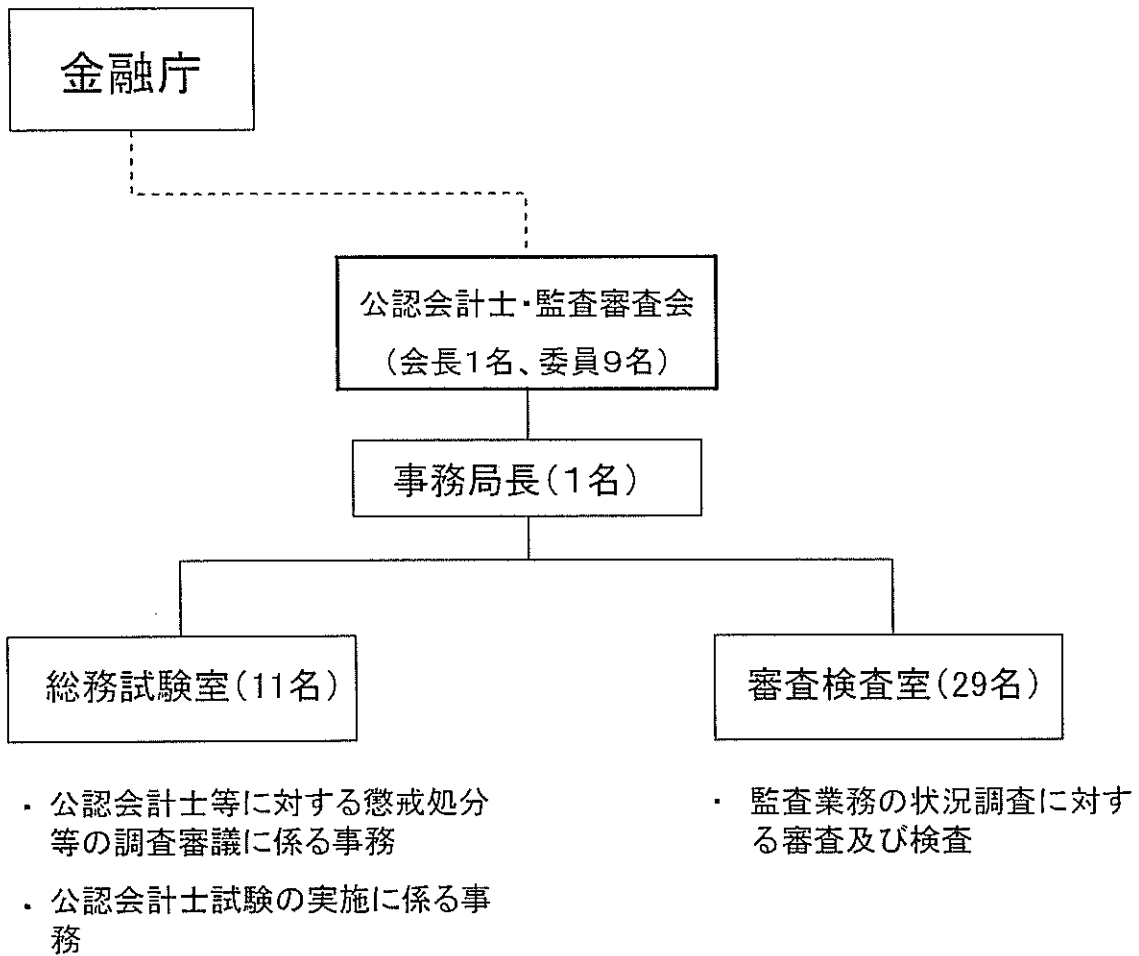 金融庁
公認会計士・監査審査会
（会長1名、委員9名）
事務局長（1名）
総務試験室（11名）
審査検査室（29名）
・ 公認会計士等に対する懲戒処分
等の調査審議に係る事務
・ 公認会計士試験の実施に係る事
務
・ 監査業務の状況調査に対す
る審査及び検査